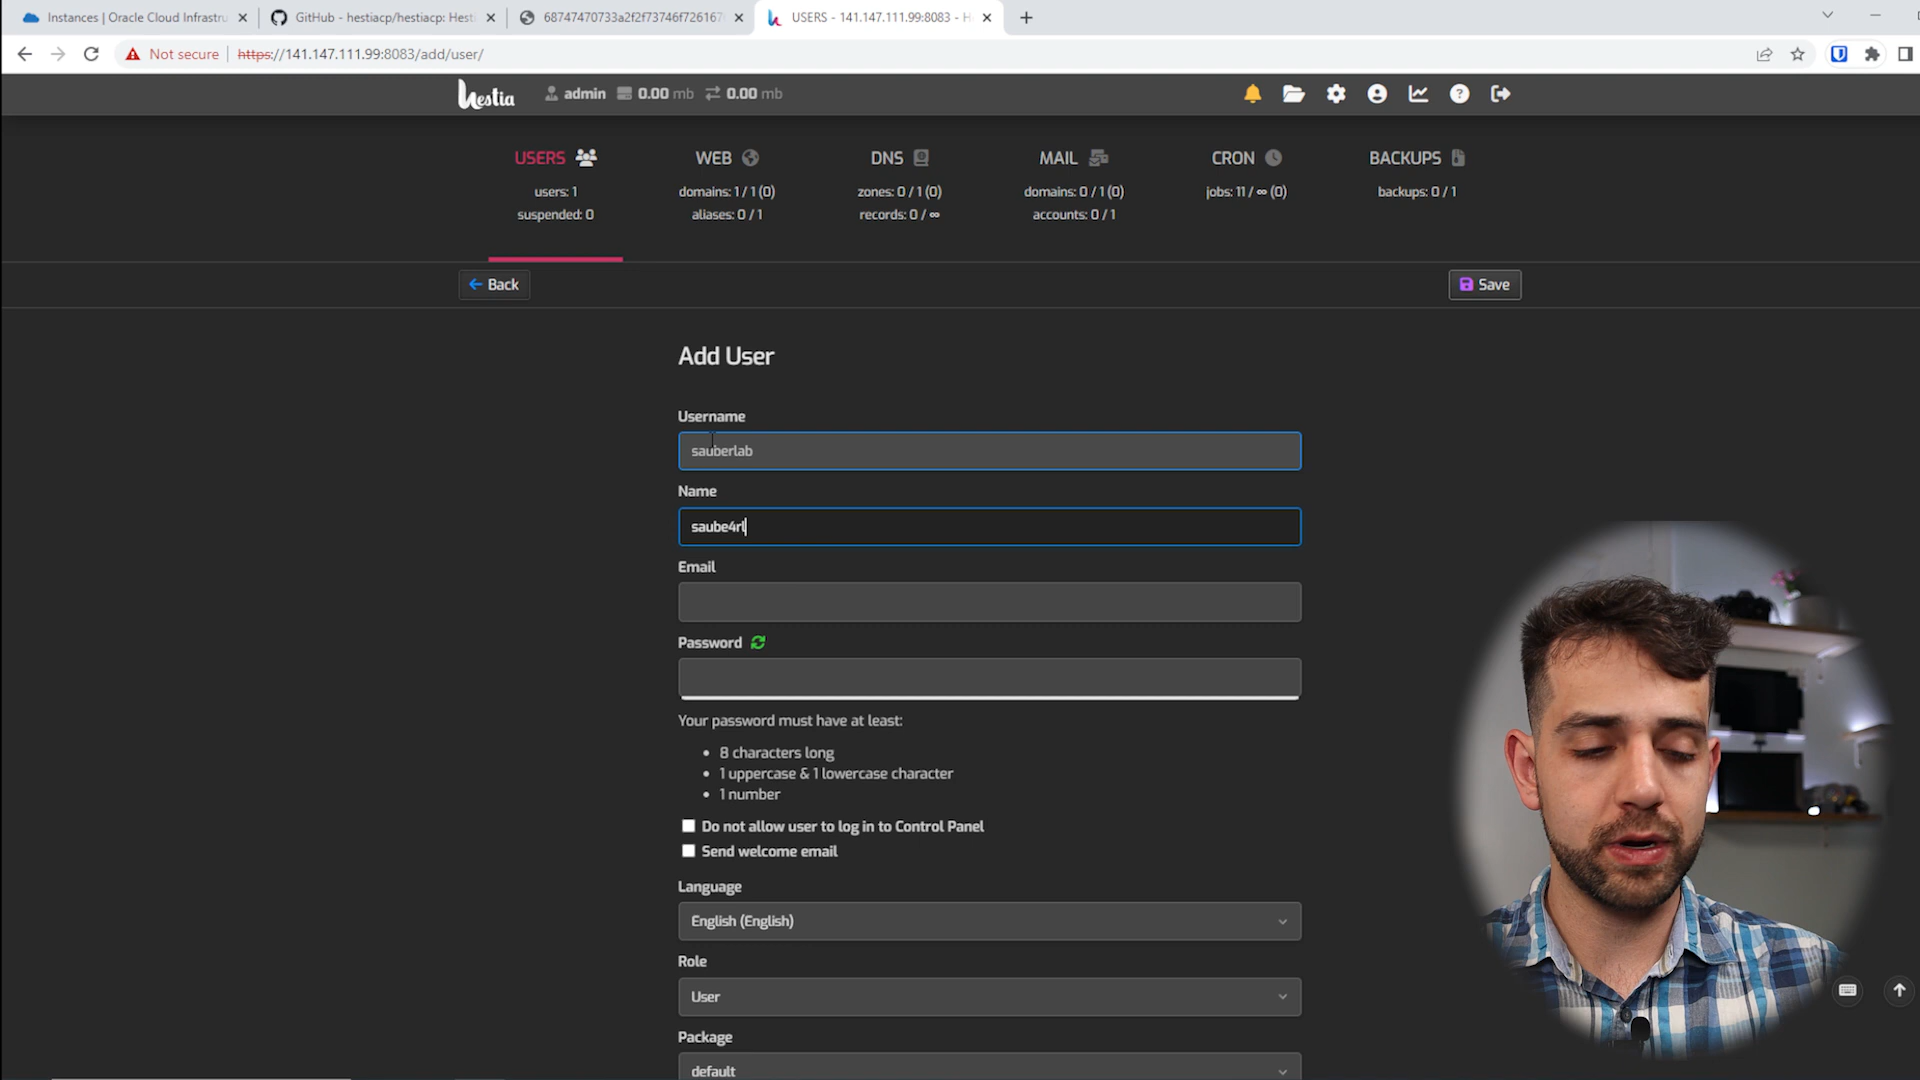 Instances | Oracle Cloud Infrastru
GitHub - hestiacp/hestiacp: Hesti
68747470733a2f2f73746f726167
USERS - 141.147.111.99:8083 - H
Not secure
https://141.147.111.99:8083/add/user/
hestia
admin 0.00 mb 0.00 mb
USERS
users: 1
suspended: 0
WEB
domains: 1 / 1 (0)
aliases: 0 / 1
DNS
zones: 0 / 1 (0)
records: 0 / ∞
MAIL
domains: 0 / 1 (0)
accounts: 0 / 1
CRON
jobs: 11 / ∞ (0)
BACKUPS
backups: 0 / 1
Back
Save
Add User
Username
sauberlab
Name
saube4rl
Email
Password
Your password must have at least:
• 8 characters long
• 1 uppercase & 1 lowercase character
• 1 number
Do not allow user to log in to Control Panel
Send welcome email
Language
English (English)
Role
User
Package
default